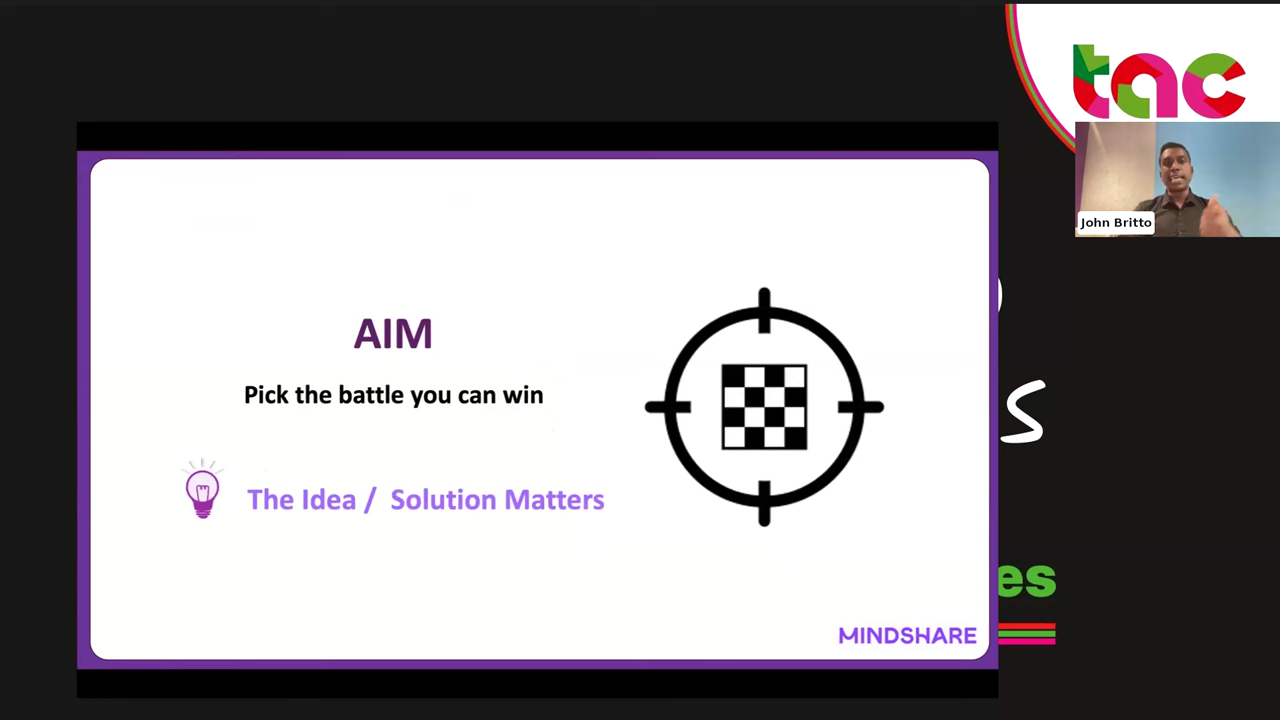 tac
John Britto
AIM
Pick the battle you can win
The Idea / Solution Matters
s
es
MINDSHARE